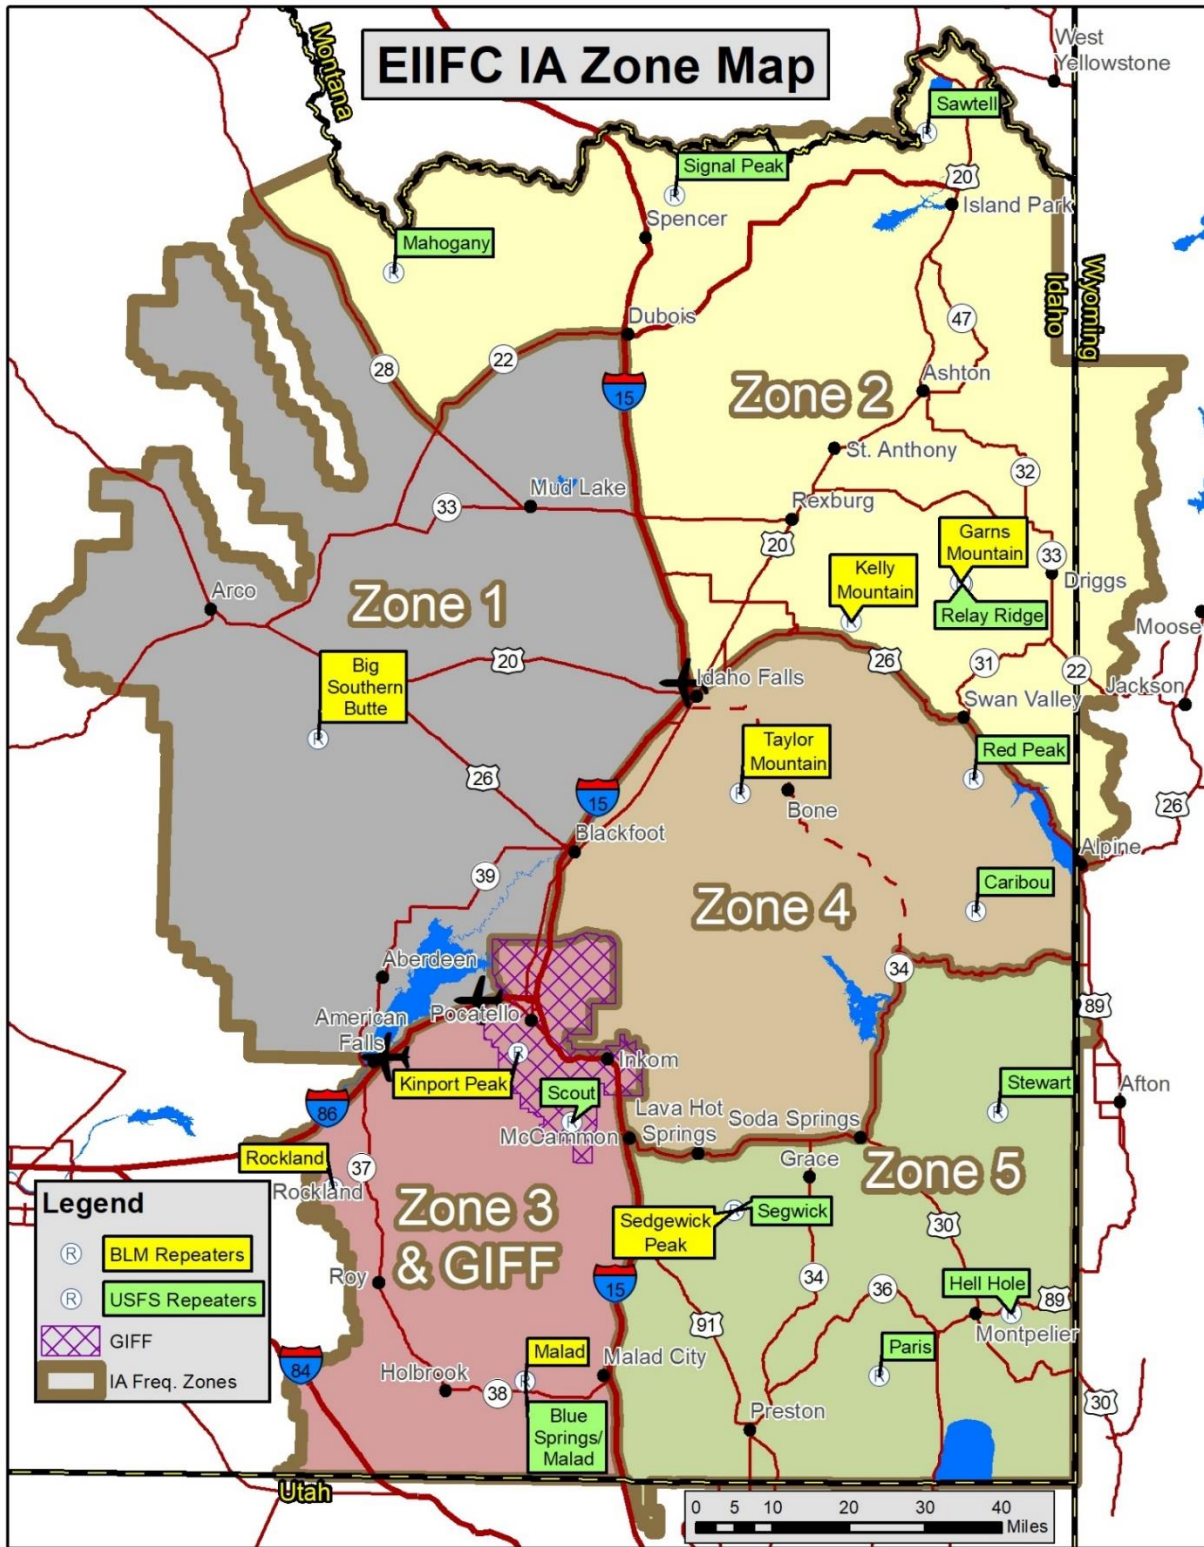 EIIFC IA Zone Map
West
Yellowstone
Montana
Sawtell
Signal Peak
20
Island Park
Spencer
Mahogany
Wyoming
Idaho
Dubois
47
22
28
15
Zone 2
Ashton
St. Anthony
32
Mud Lake
33
Rexburg
20
Garns
Mountain
Kelly
Mountain
33
Driggs
Relay Ridge
Arco
Zone 1
Moose
20
26
31
22
Big
Southern
Butte
Idaho Falls
Swan Valley
Jackson
Taylor
Mountain
Red Peak
26
15
Bone
26
Blackfoot
Alpine
39
Caribou
Zone 4
Aberdeen
34
89
American
Falls
Pocatello
Inkom
Kinport Peak
Scout
Stewart
Afton
86
Lava Hot
Springs
Soda Springs
McCammon
Rockland
37
Grace
Zone 5
Rockland
Legend
R BLM Repeaters
R USFS Repeaters
GIFF
IA Freq. Zones
Zone 3
& GIFF
Sedgewick
Peak
Segwick
30
Roy
15
34
36
Hell Hole
89
91
Montpelier
Malad
Malad City
Paris
84
Holbrook
38
30
Blue
Springs/
Malad
Preston
Utah
0 5 10 20 30 40
Miles